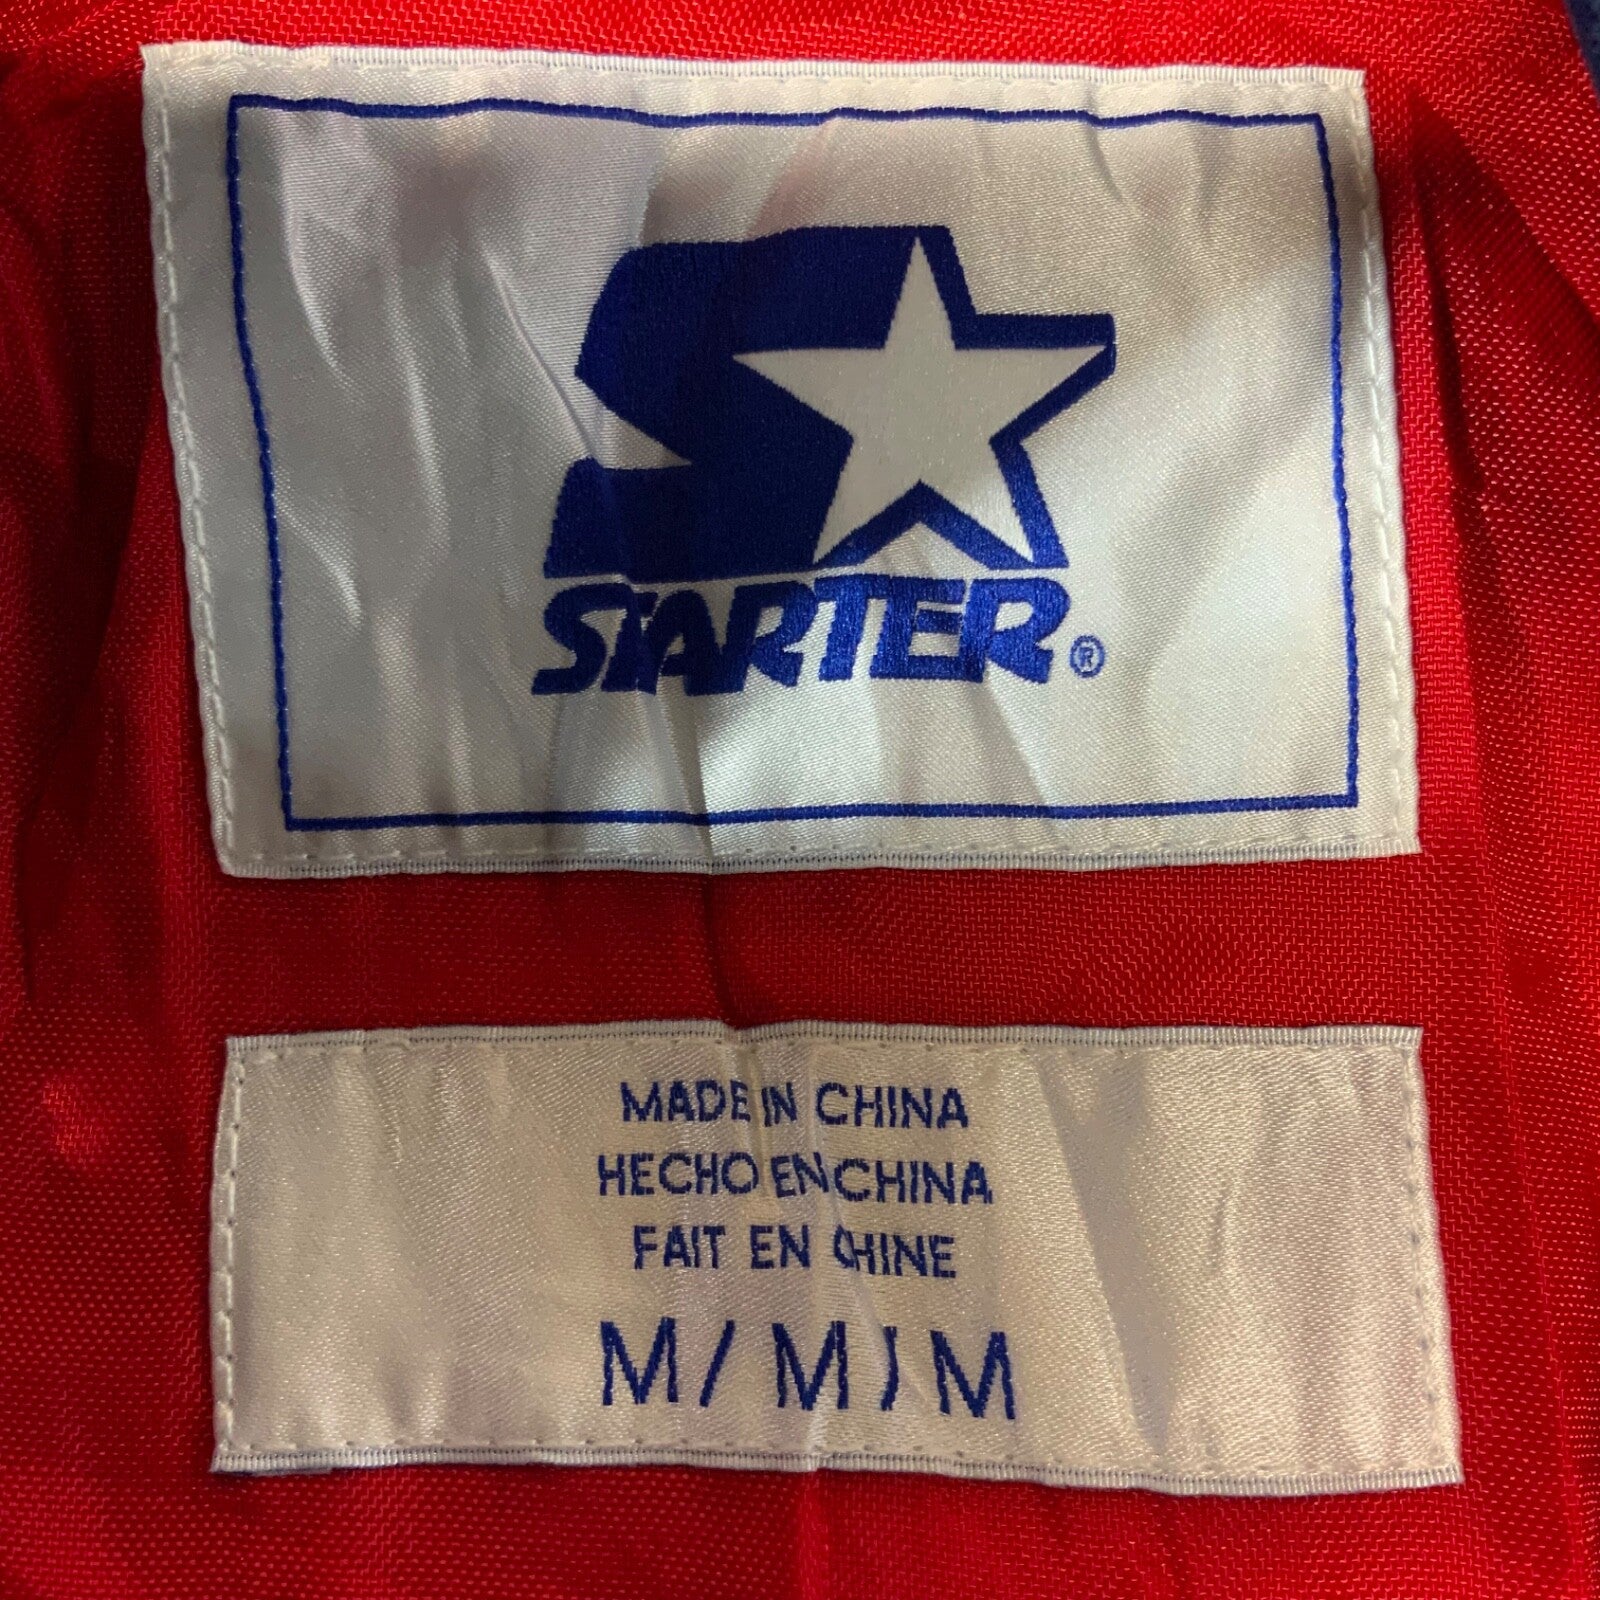 STARTER®
MADE IN CHINA
HECHO EN CHINA
FAIT EN CHINE
M / M / M